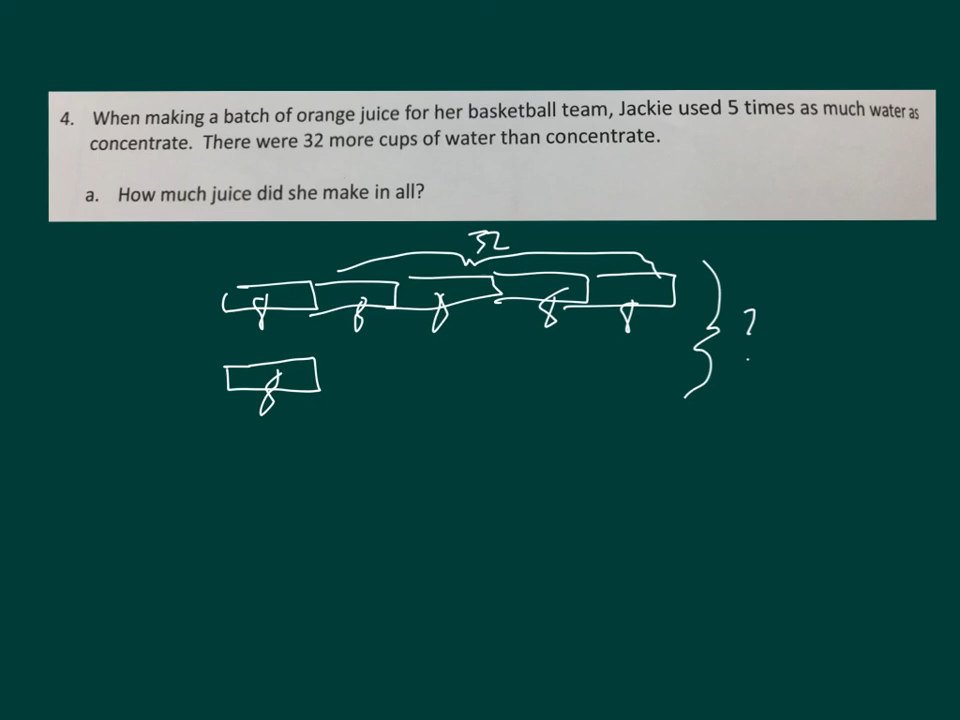 4. When making a batch of orange juice for her basketball team, Jackie used 5 times as much water as
concentrate. There were 32 more cups of water than concentrate.
a. How much juice did she make in all?
32
8 8 8 8 8
?
8